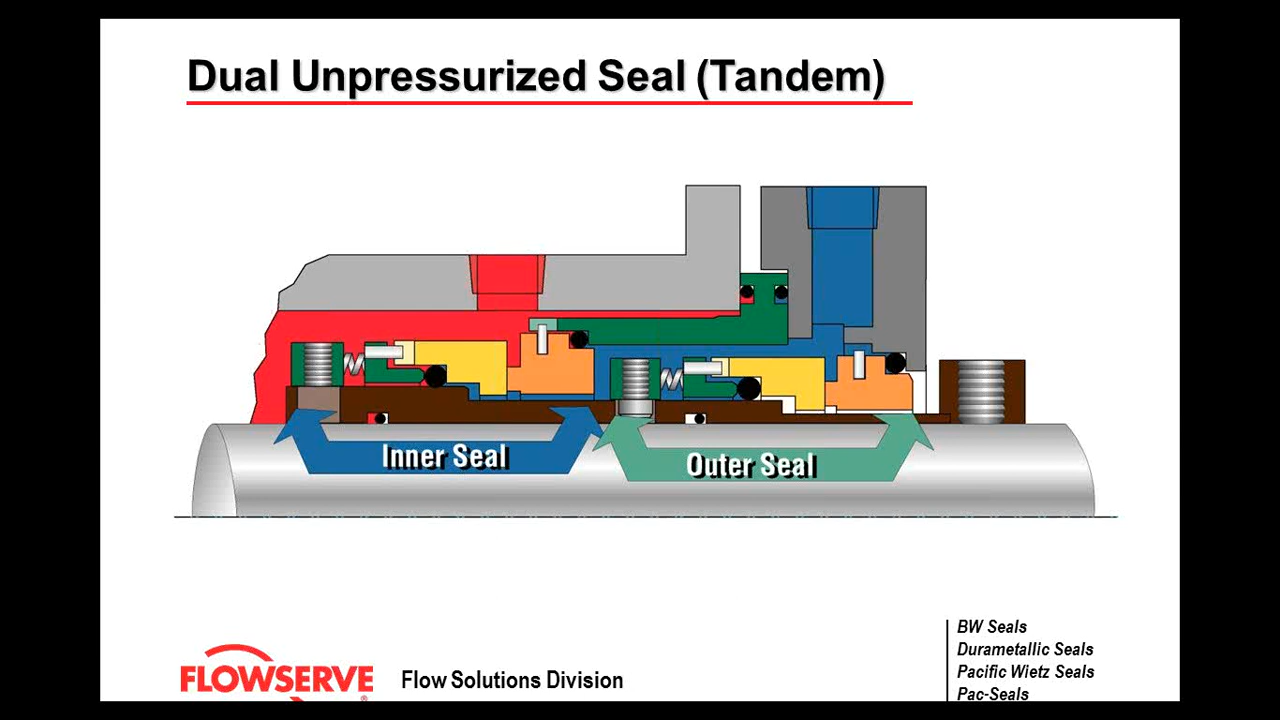 Dual Unpressurized Seal (Tandem)
Inner Seal
Outer Seal
FLOWSERVE
®
Flow Solutions Division
BW Seals
Durametallic Seals
Pacific Wietz Seals
Pac-Seals